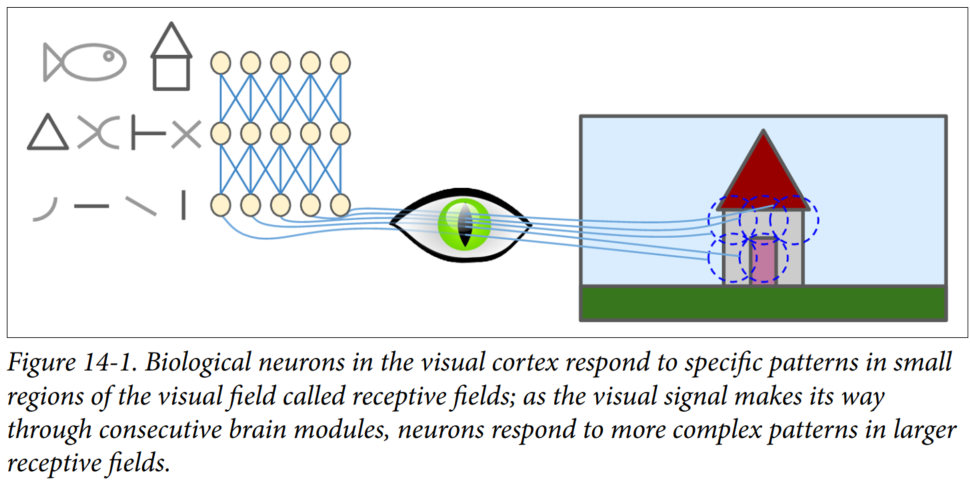 Figure 14-1. Biological neurons in the visual cortex respond to specific patterns in small
regions of the visual field called receptive fields; as the visual signal makes its way
through consecutive brain modules, neurons respond to more complex patterns in larger
receptive fields.